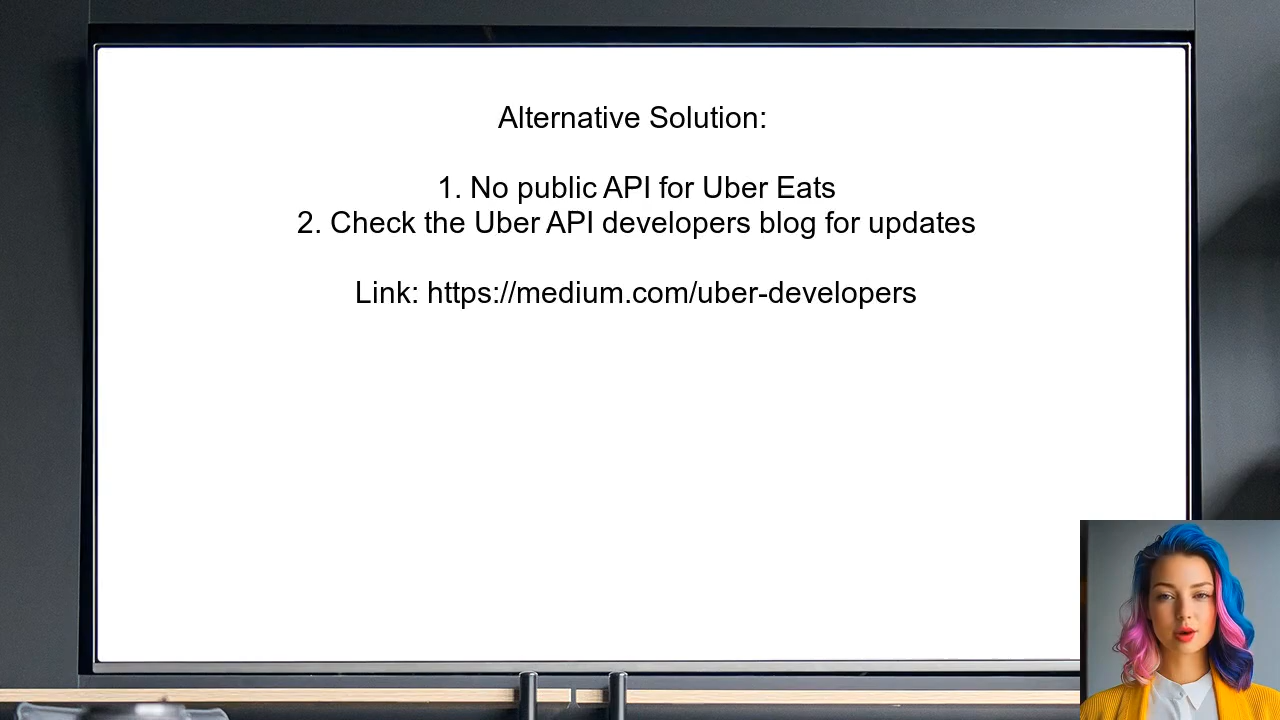 Alternative Solution:
1. No public API for Uber Eats
2. Check the Uber API developers blog for updates
Link: https://medium.com/uber-developers